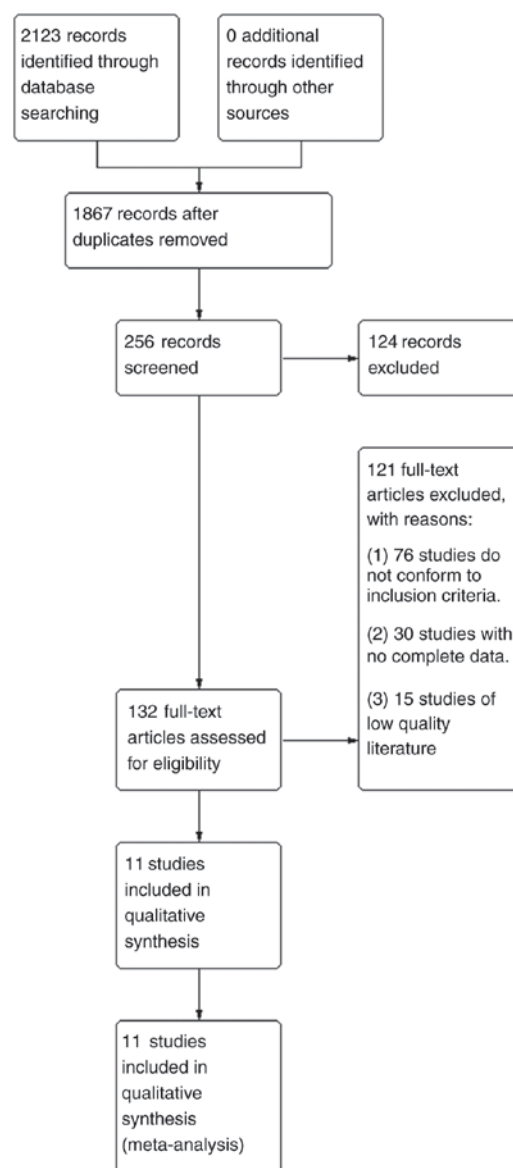 2123 records
identified through
database
searching
0 additional
records identified
through other
sources
1867 records after
duplicates removed
256 records
screened
124 records
excluded
121 full-text
articles excluded,
with reasons:
(1) 76 studies do
not conform to
inclusion criteria.
(2) 30 studies with
no complete data.
(3) 15 studies of
low quality
literature
132 full-text
articles assessed
for eligibility
11 studies
included in
qualitative
synthesis
11 studies
included in
qualitative
synthesis
(meta-analysis)